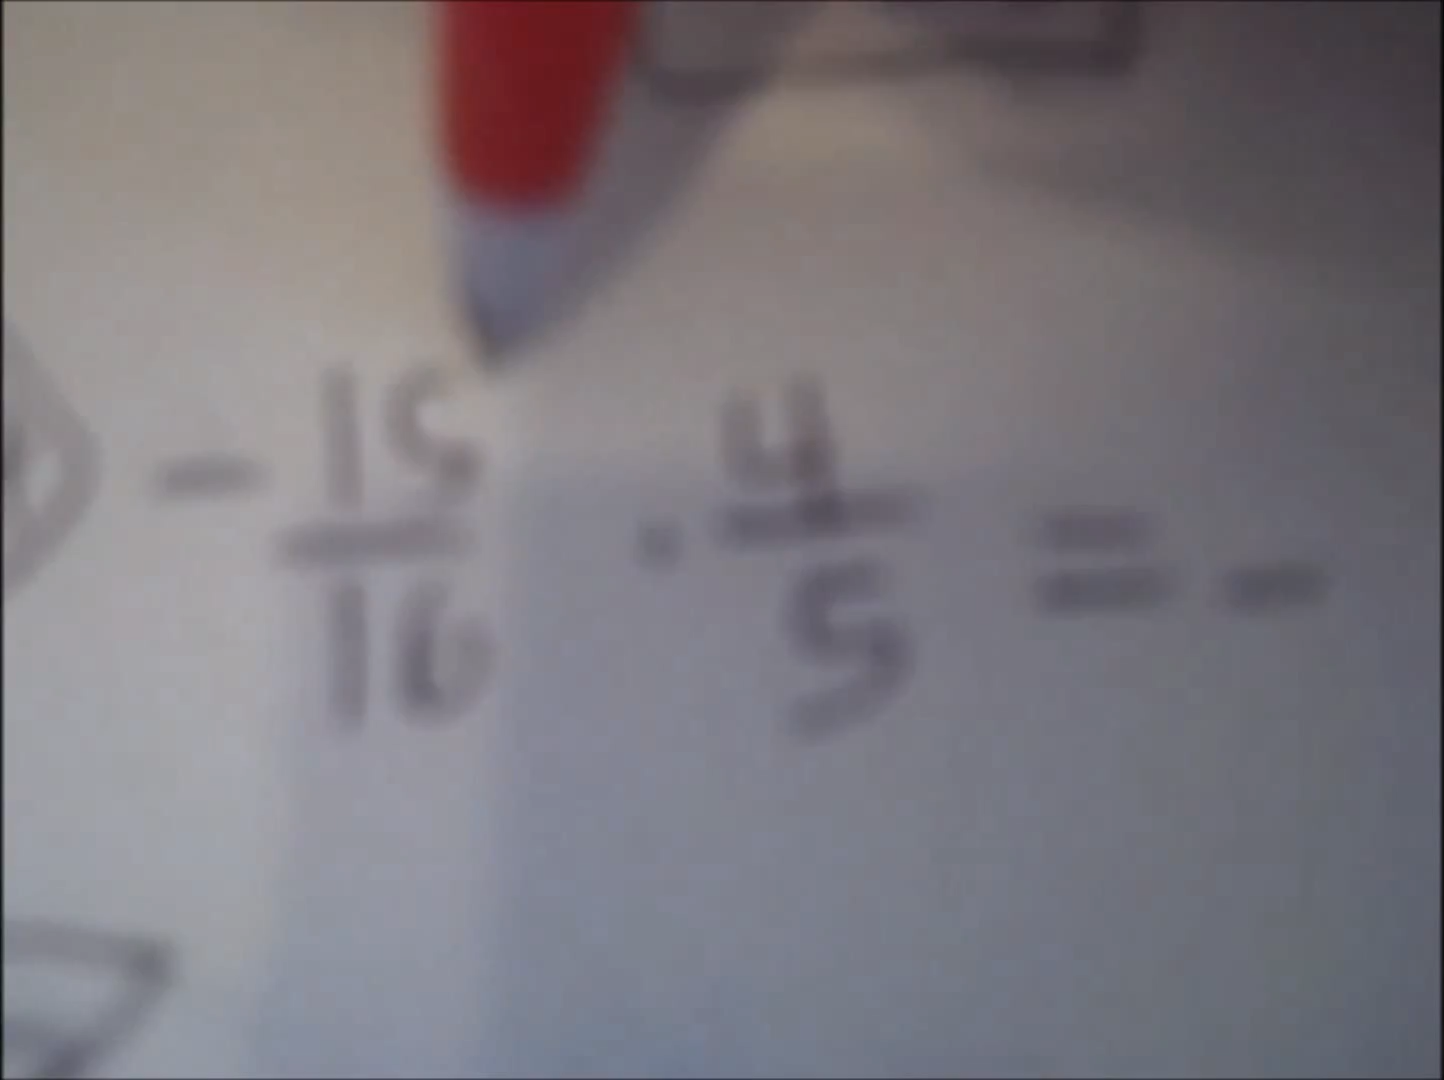 - 15/16 · 4/5 = -